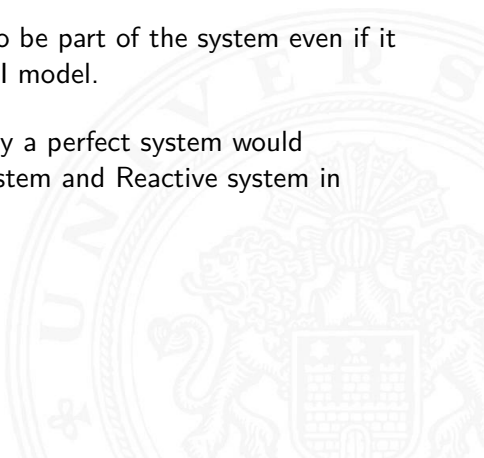 o be part of the system even if it
I model.
y a perfect system would
stem and Reactive system in
U N I V E R S